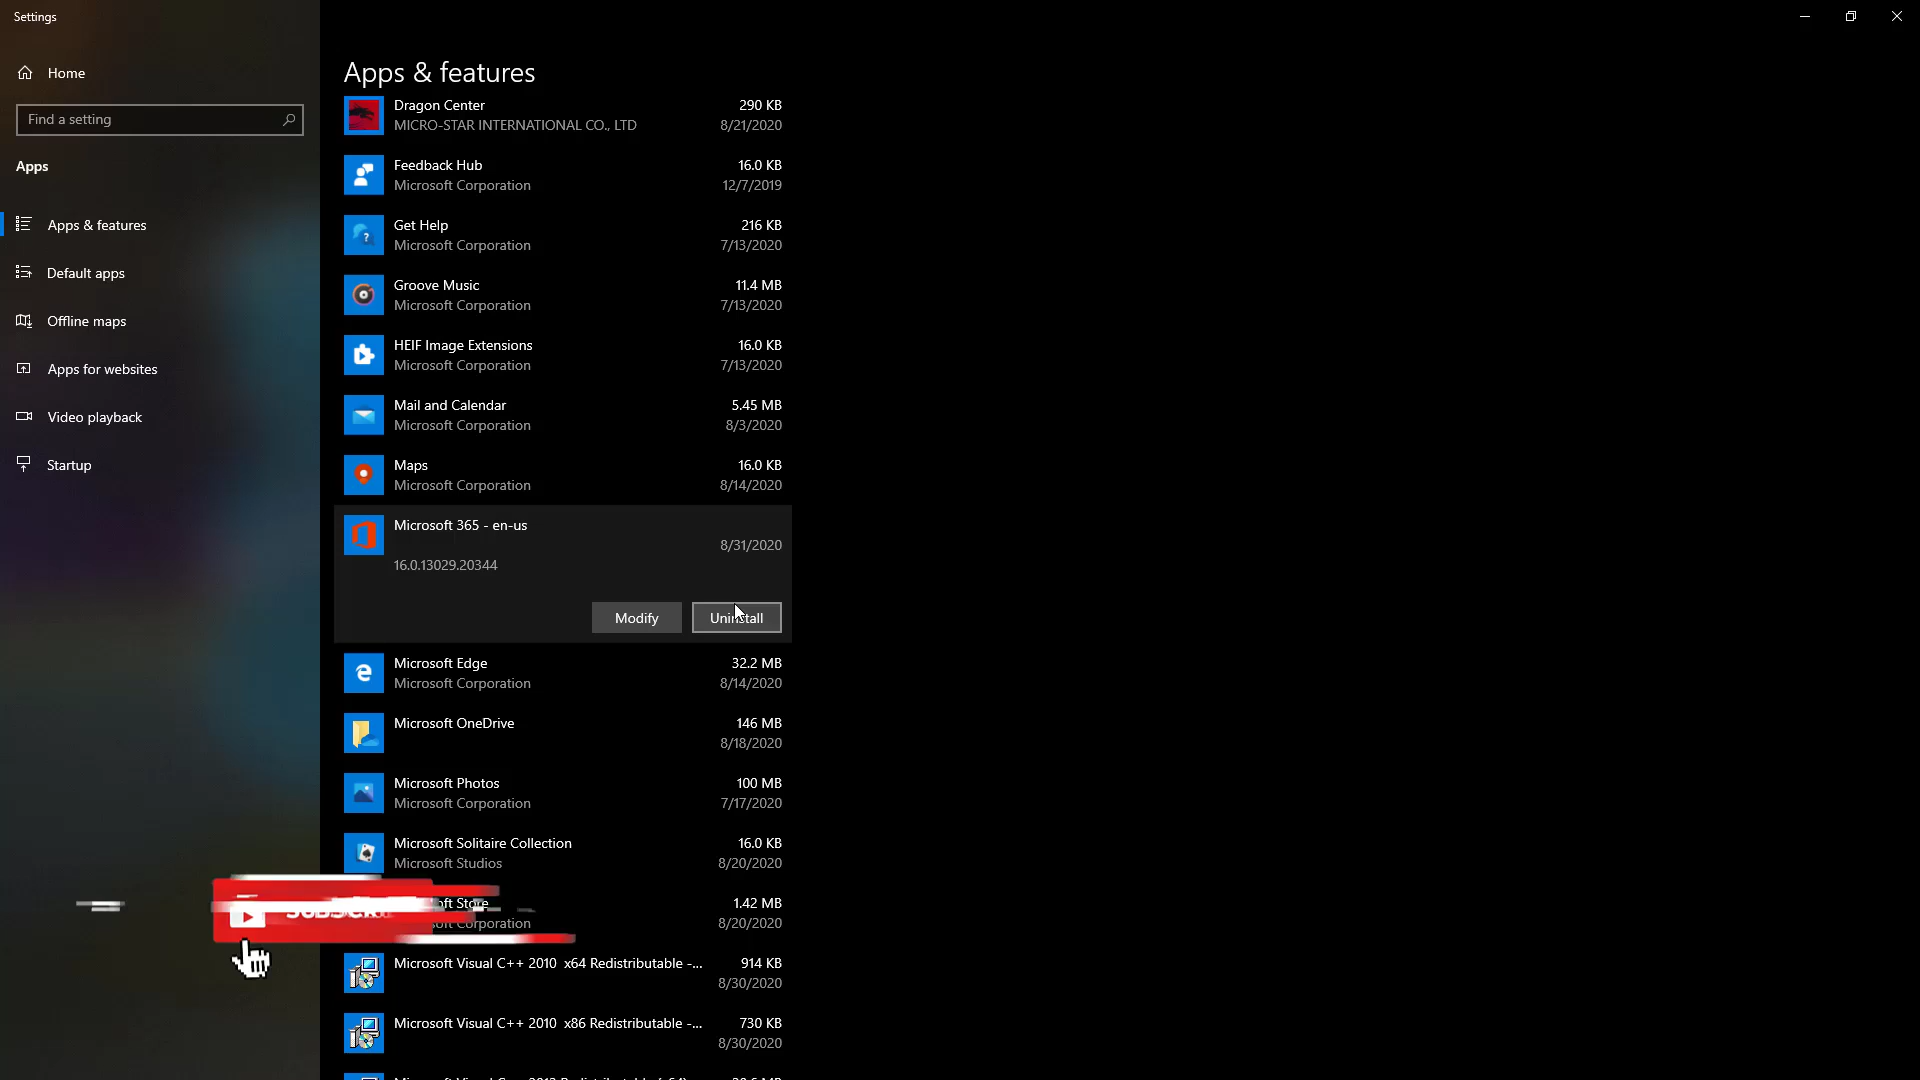 Settings
Home
Find a setting
Apps
Apps & features
Default apps
Offline maps
Apps for websites
Video playback
Startup
Apps & features
Dragon Center 290 KB
MICRO-STAR INTERNATIONAL CO., LTD 8/21/2020
Feedback Hub 16.0 KB
Microsoft Corporation 12/7/2019
Get Help 216 KB
Microsoft Corporation 7/13/2020
Groove Music 11.4 MB
Microsoft Corporation 7/13/2020
HEIF Image Extensions 16.0 KB
Microsoft Corporation 7/13/2020
Mail and Calendar 5.45 MB
Microsoft Corporation 8/3/2020
Maps 16.0 KB
Microsoft Corporation 8/14/2020
Microsoft 365 - en-us
8/31/2020
16.0.13029.20344
Modify Uninstall
Microsoft Edge 32.2 MB
Microsoft Corporation 8/14/2020
Microsoft OneDrive 146 MB
8/18/2020
Microsoft Photos 100 MB
Microsoft Corporation 7/17/2020
Microsoft Solitaire Collection 16.0 KB
Microsoft Studios 8/20/2020
Store 1.42 MB
Corporation 8/20/2020
Microsoft Visual C++ 2010 x64 Redistributable -... 914 KB
8/30/2020
Microsoft Visual C++ 2010 x86 Redistributable -... 730 KB
8/30/2020